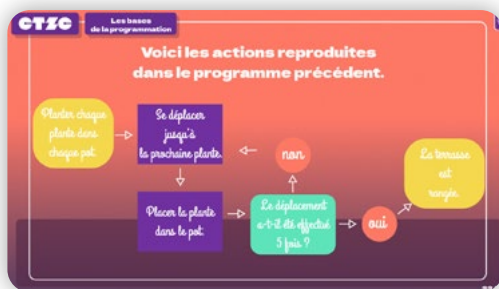 CTZC
Les bases
de la programmation
Voici les actions reproduites
dans le programme précédent.
Planter chaque
plante dans
chaque pot.
Se déplacer
jusqu'à
la prochaine plante.
non
La terrasse
est
rangée.
Placer la plante
dans le pot.
Le déplacement
a-t-il été effectué
5 fois ?
oui